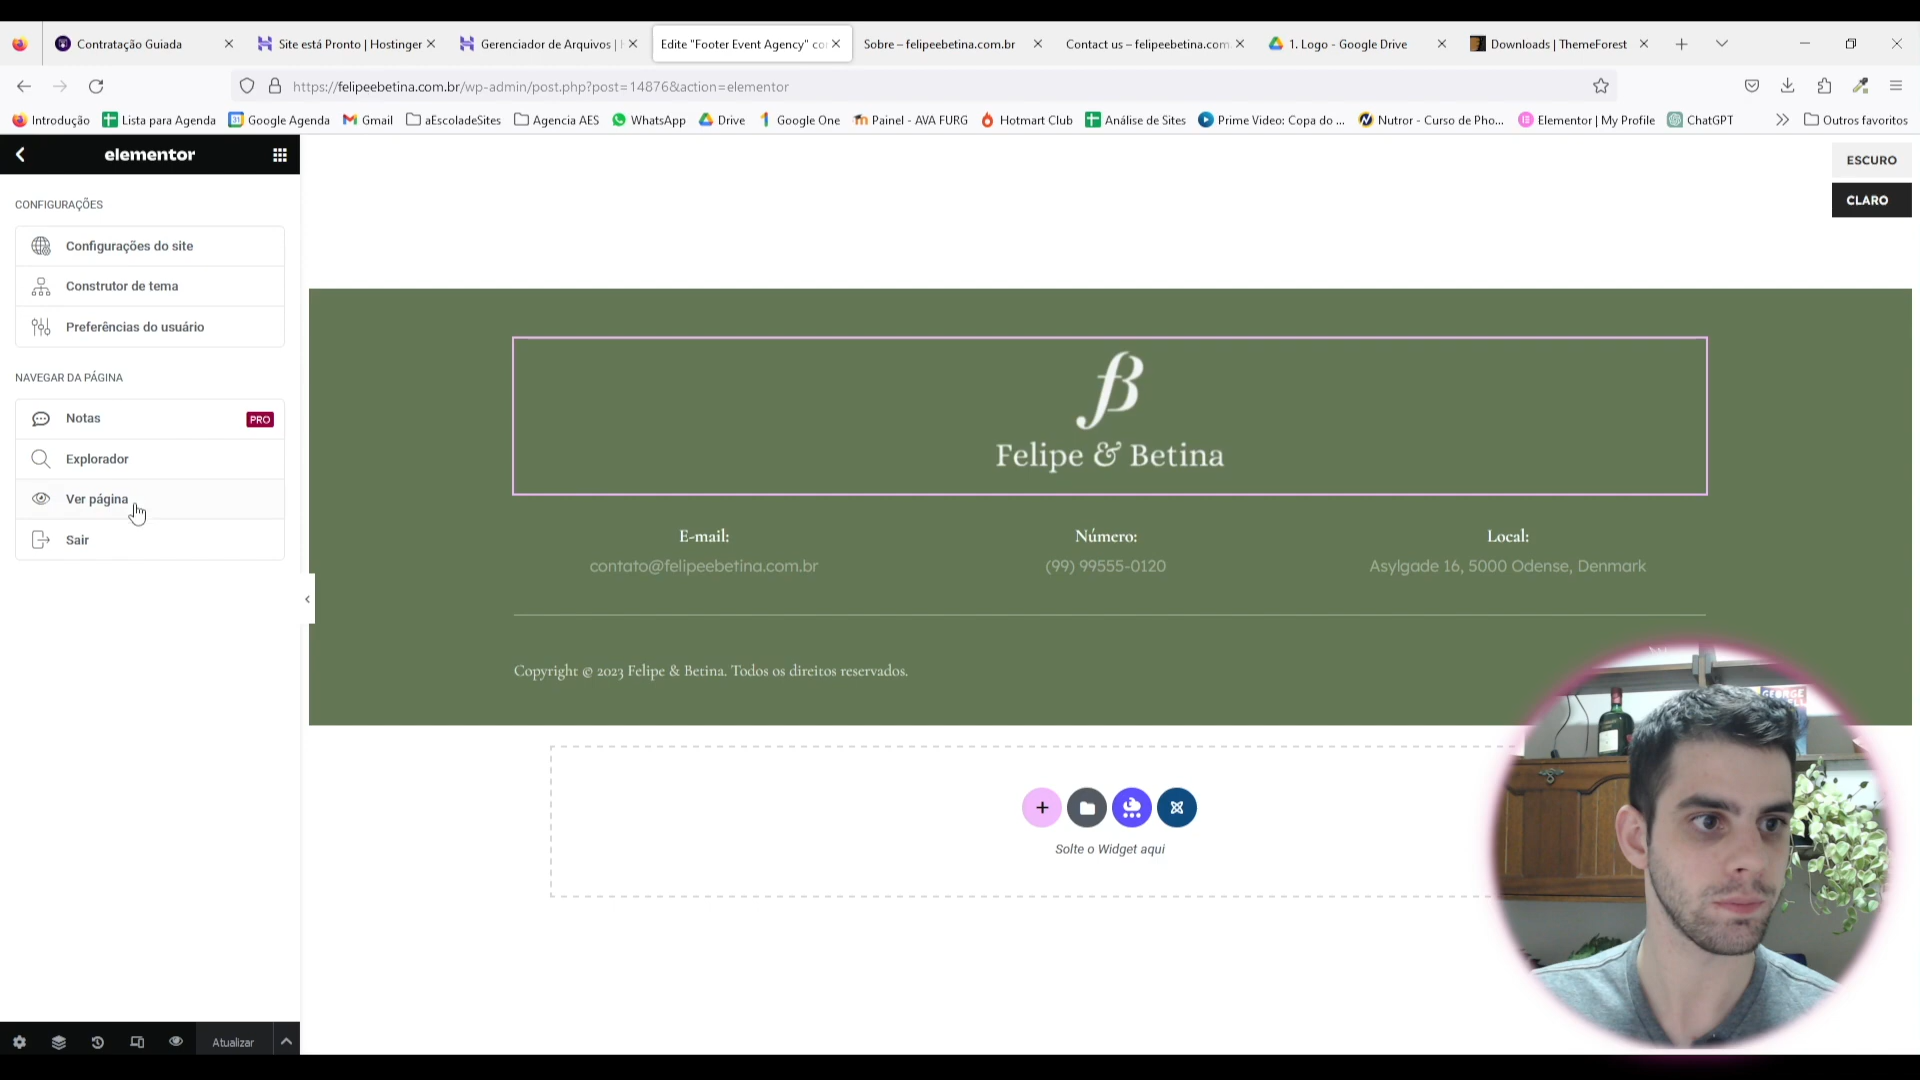 Contratação Guiada
Site está Pronto | Hostinger
Gerenciador de Arquivos |
Edite "Footer Event Agency" co
Sobre – felipeebetina.com.br
Contact us – felipeebetina.com
1. Logo - Google Drive
Downloads | ThemeForest
https://felipeebetina.com.br/wp-admin/post.php?post=14876&action=elementor
Introdução
Lista para Agenda
Google Agenda
Gmail
aEscoladeSites
Agencia AES
WhatsApp
Drive
Google One
Painel - AVA FURG
Hotmart Club
Análise de Sites
Prime Video: Copa do ...
Nutror - Curso de Pho...
Elementor | My Profile
ChatGPT
Outros favoritos
elementor
ESCURO
CLARO
CONFIGURAÇÕES
Configurações do site
Construtor de tema
Preferências do usuário
NAVEGAR DA PÁGINA
Notas
PRO
Explorador
Ver página
Sair
fB
Felipe & Betina
E-mail:
contato@felipeebetina.com.br
Número:
(99) 99555-0120
Local:
Asylgade 16, 5000 Odense, Denmark
Copyright © 2023 Felipe & Betina. Todos os direitos reservados.
Solte o Widget aqui
GEORGE
Atualizar